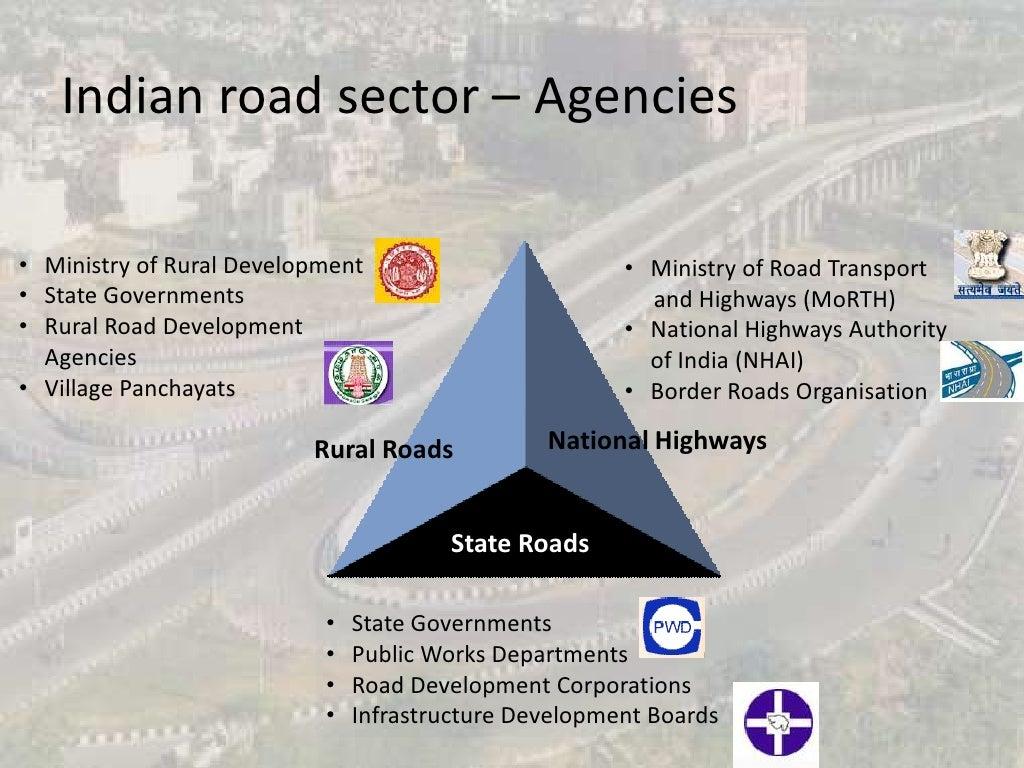 Indian road sector – Agencies
• Ministry of Rural Development
• State Governments
• Rural Road Development
Agencies
• Village Panchayats
• Ministry of Road Transport
and Highways (MoRTH)
• National Highways Authority
of India (NHAI)
• Border Roads Organisation
सत्यमेव जयते
भा रा रा प्रा
NHAI
Rural Roads
National Highways
State Roads
• State Governments
• Public Works Departments
• Road Development Corporations
• Infrastructure Development Boards
PWD